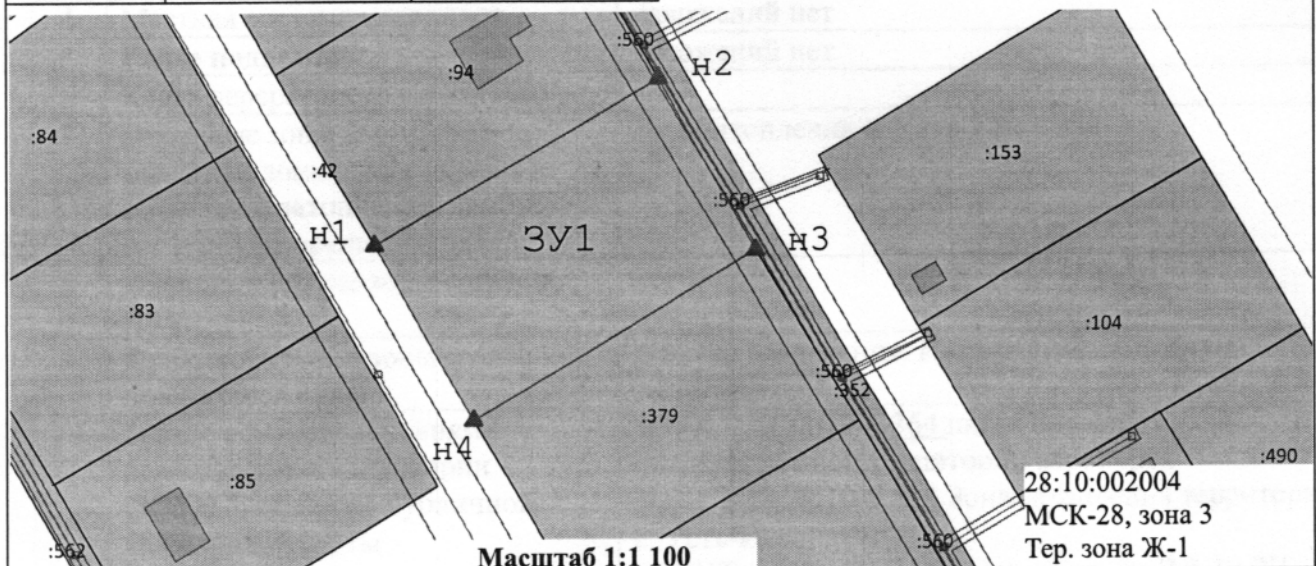 :560
:94
н2
:84
:42
:153
:560
н1
ЗУ1
н3
:83
:104
:560
:352
:379
н4
:85
:490
28:10:002004
МСК-28, зона 3
Тер. зона Ж-1
:562
:560
Масштаб 1:1 100